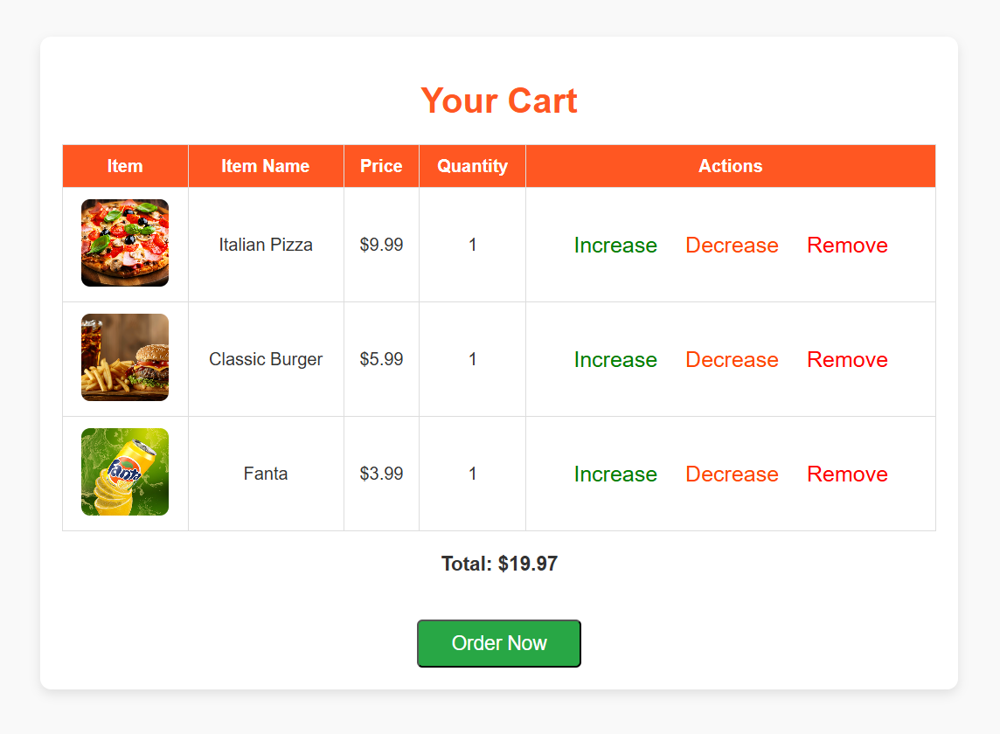 Your Cart
Item Item Name Price Quantity Actions
Italian Pizza $9.99 1 Increase Decrease Remove
Classic Burger $5.99 1 Increase Decrease Remove
Fanta
Fanta $3.99 1 Increase Decrease Remove
Total: $19.97
Order Now